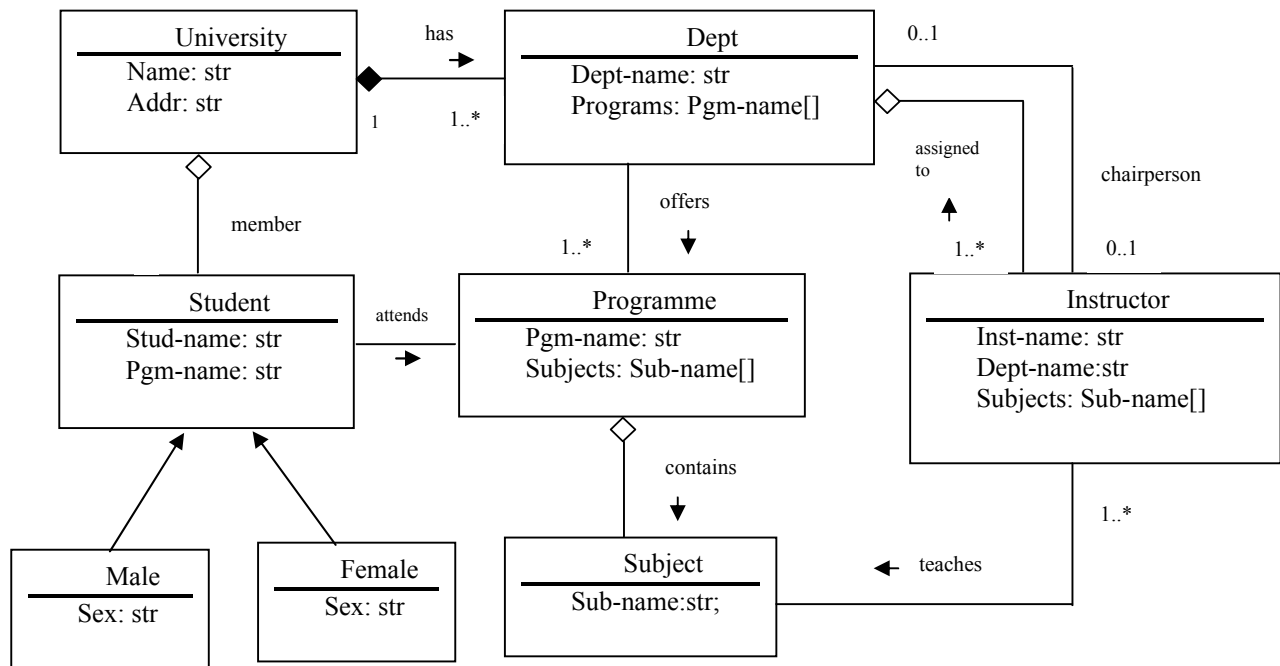 University
Name: str
Addr: str
has
1
1..*
Dept
Dept-name: str
Programs: Pgm-name[]
0..1
assigned
to
chairperson
member
offers
1..*
1..*
0..1
Student
Stud-name: str
Pgm-name: str
attends
Programme
Pgm-name: str
Subjects: Sub-name[]
Instructor
Inst-name: str
Dept-name:str
Subjects: Sub-name[]
contains
1..*
Male
Sex: str
Female
Sex: str
Subject
Sub-name:str;
teaches